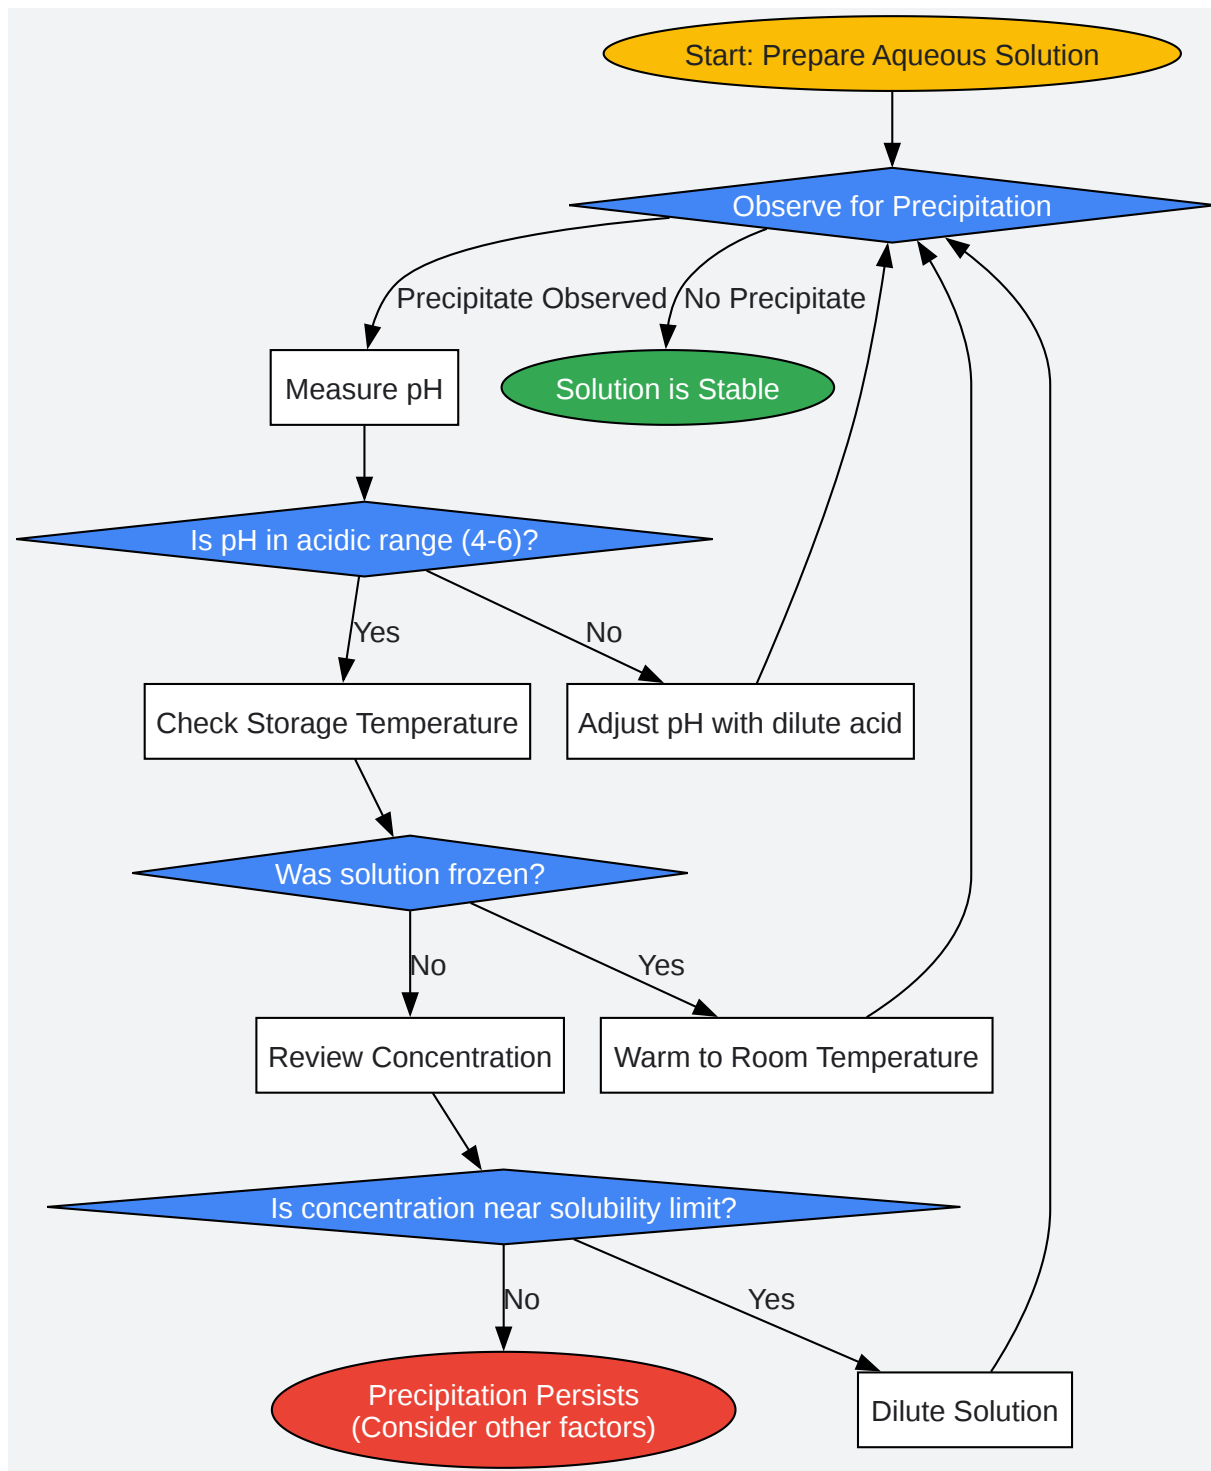 Start: Prepare Aqueous Solution
Observe for Precipitation
Precipitate Observed
No Precipitate
Measure pH
Solution is Stable
Is pH in acidic range (4-6)?
Yes
No
Check Storage Temperature
Adjust pH with dilute acid
Was solution frozen?
No
Yes
Review Concentration
Warm to Room Temperature
Is concentration near solubility limit?
No
Yes
Precipitation Persists
(Consider other factors)
Dilute Solution